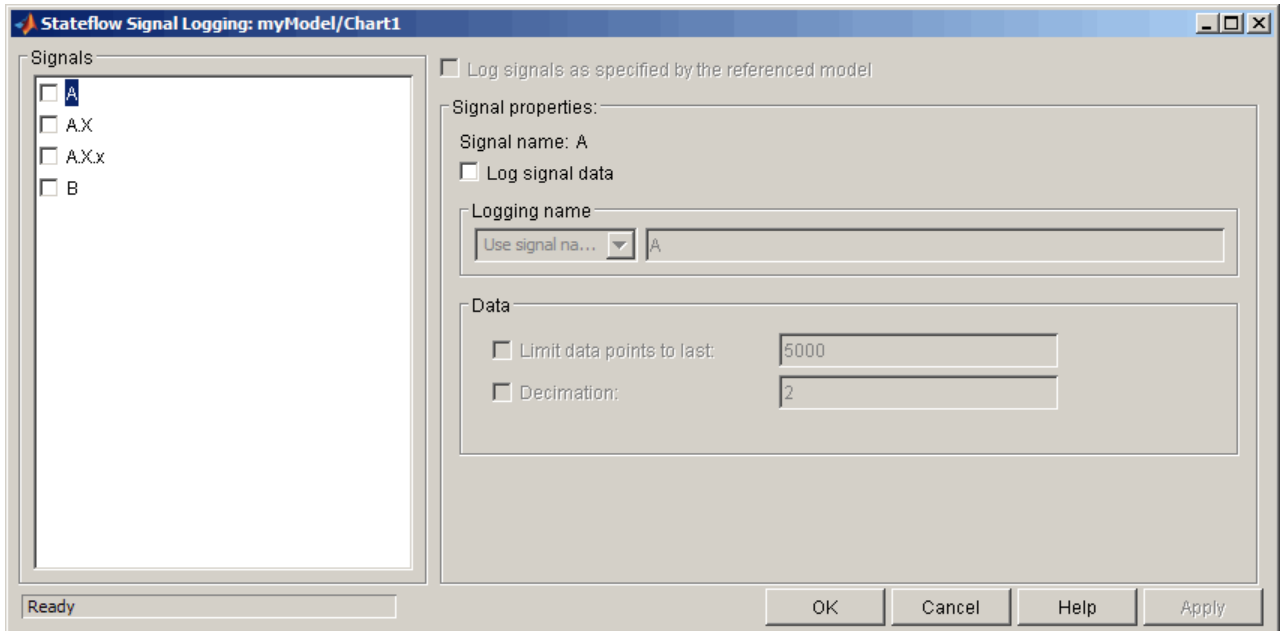 Stateflow Signal Logging: myModel/Chart1
Signals
A
A.X
A.X.x
B
Log signals as specified by the referenced model
Signal properties:
Signal name: A
Log signal data
Logging name
Use signal na... A
Data
Limit data points to last: 5000
Decimation: 2
Ready
OK Cancel Help Apply